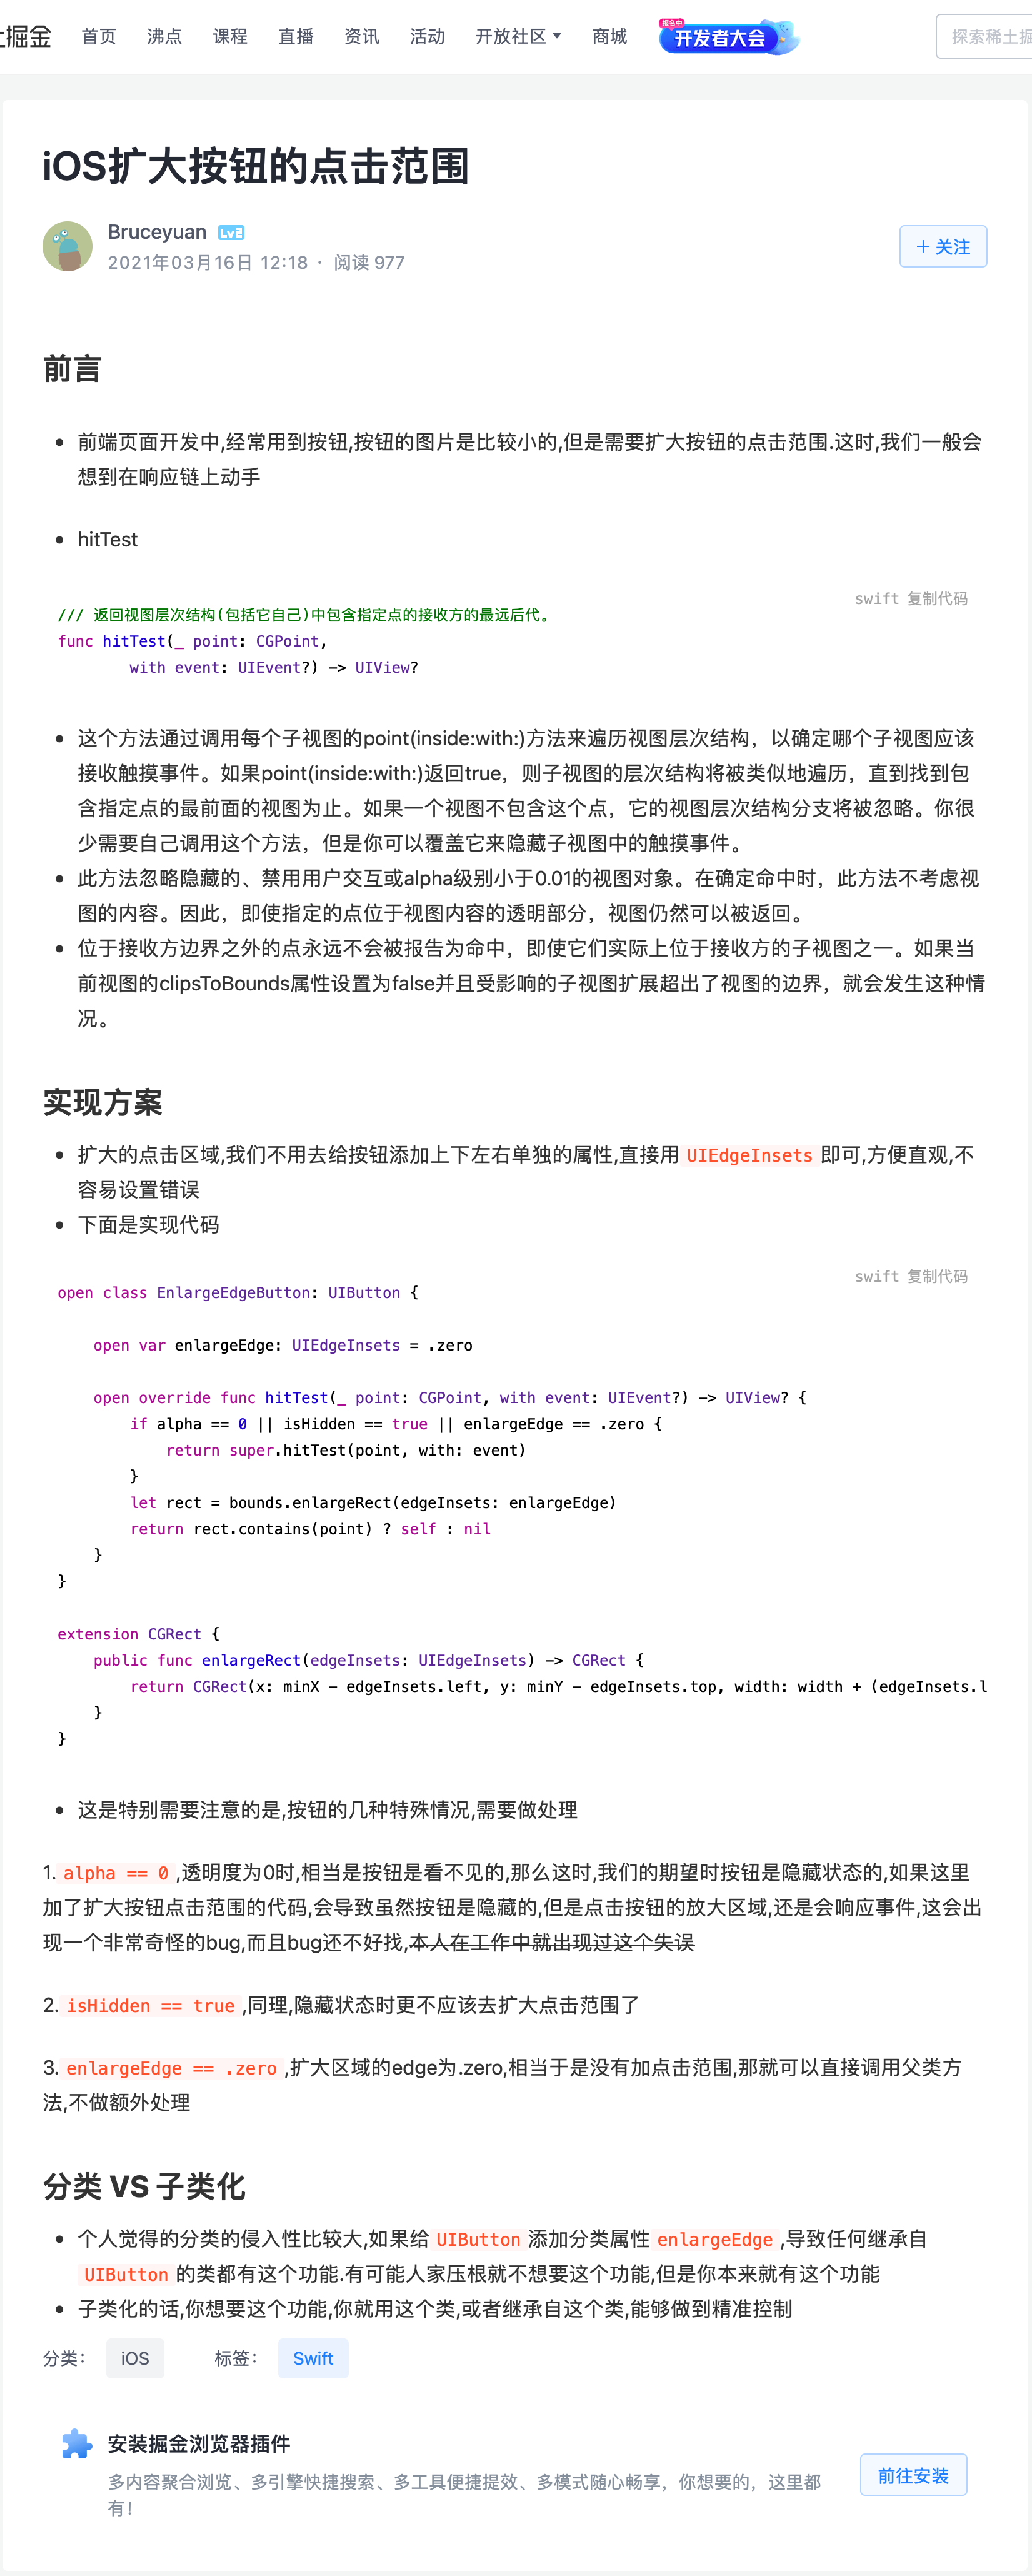 土掘金 首页 沸点 课程 直播 资讯 活动 开放社区 商城 报名中 开发者大会 探索稀土掘
iOS扩大按钮的点击范围
Bruceyuan Lv2
2021年03月16日 12:18 · 阅读 977
+ 关注
前言
• 前端页面开发中,经常用到按钮,按钮的图片是比较小的,但是需要扩大按钮的点击范围.这时,我们一般会
想到在响应链上动手
• hitTest
swift 复制代码
/// 返回视图层次结构(包括它自己)中包含指定点的接收方的最远后代。
func hitTest(_ point: CGPoint,
        with event: UIEvent?) -> UIView?
• 这个方法通过调用每个子视图的point(inside:with:)方法来遍历视图层次结构，以确定哪个子视图应该
接收触摸事件。如果point(inside:with:)返回true，则子视图的层次结构将被类似地遍历，直到找到包
含指定点的最前面的视图为止。如果一个视图不包含这个点，它的视图层次结构分支将被忽略。你很
少需要自己调用这个方法，但是你可以覆盖它来隐藏子视图中的触摸事件。
• 此方法忽略隐藏的、禁用用户交互或alpha级别小于0.01的视图对象。在确定命中时，此方法不考虑视
图的内容。因此，即使指定的点位于视图内容的透明部分，视图仍然可以被返回。
• 位于接收方边界之外的点永远不会被报告为命中，即使它们实际上位于接收方的子视图之一。如果当
前视图的clipsToBounds属性设置为false并且受影响的子视图扩展超出了视图的边界，就会发生这种情
况。
实现方案
• 扩大的点击区域,我们不用去给按钮添加上下左右单独的属性,直接用 UIEdgeInsets 即可,方便直观,不
容易设置错误
• 下面是实现代码
swift 复制代码
open class EnlargeEdgeButton: UIButton {
    open var enlargeEdge: UIEdgeInsets = .zero
    open override func hitTest(_ point: CGPoint, with event: UIEvent?) -> UIView? {
        if alpha == 0 || isHidden == true || enlargeEdge == .zero {
            return super.hitTest(point, with: event)
        }
        let rect = bounds.enlargeRect(edgeInsets: enlargeEdge)
        return rect.contains(point) ? self : nil
    }
}
extension CGRect {
    public func enlargeRect(edgeInsets: UIEdgeInsets) -> CGRect {
        return CGRect(x: minX - edgeInsets.left, y: minY - edgeInsets.top, width: width + (edgeInsets.l
    }
}
• 这是特别需要注意的是,按钮的几种特殊情况,需要做处理
1. alpha == 0 ,透明度为0时,相当是按钮是看不见的,那么这时,我们的期望时按钮是隐藏状态的,如果这里
加了扩大按钮点击范围的代码,会导致虽然按钮是隐藏的,但是点击按钮的放大区域,还是会响应事件,这会出
现一个非常奇怪的bug,而且bug还不好找,本人在工作中就出现过这个失误
2. isHidden == true ,同理,隐藏状态时更不应该去扩大点击范围了
3. enlargeEdge == .zero ,扩大区域的edge为.zero,相当于是没有加点击范围,那就可以直接调用父类方
法,不做额外处理
分类 VS 子类化
• 个人觉得的分类的侵入性比较大,如果给 UIButton 添加分类属性 enlargeEdge ,导致任何继承自
UIButton 的类都有这个功能.有可能人家压根就不想要这个功能,但是你本来就有这个功能
• 子类化的话,你想要这个功能,你就用这个类,或者继承自这个类,能够做到精准控制
分类： iOS 标签： Swift
安装掘金浏览器插件
多内容聚合浏览、多引擎快捷搜索、多工具便捷提效、多模式随心畅享，你想要的，这里都
有！
前往安装